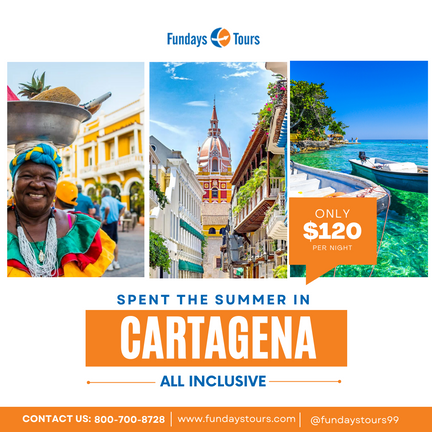 Fundays Tours
ONLY
$120
PER NIGHT
SPENT THE SUMMER IN
CARTAGENA
ALL INCLUSIVE
CONTACT US: 800-700-8728 | www.fundaystours.com | @fundaystours99